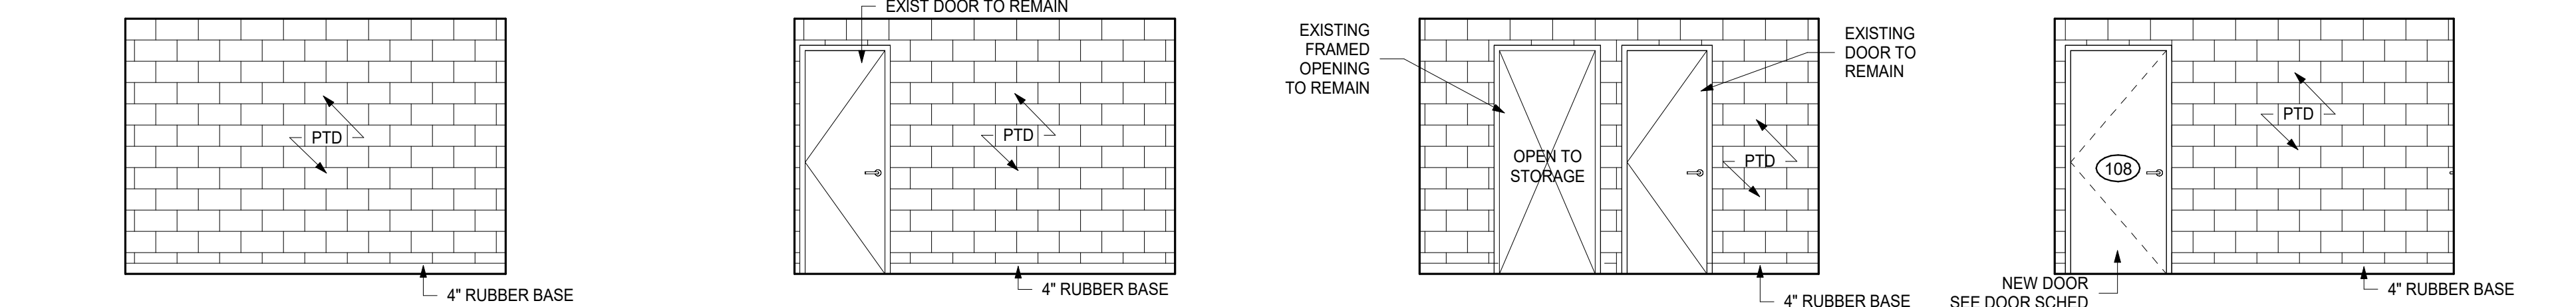 PTD
4" RUBBER BASE
EXIST DOOR TO REMAIN
PTD
4" RUBBER BASE
EXISTING
FRAMED
OPENING
TO REMAIN
OPEN TO
STORAGE
EXISTING
DOOR TO
REMAIN
PTD
4" RUBBER BASE
108
PTD
NEW DOOR
SEE DOOR SCHED
4" RUBBER BASE